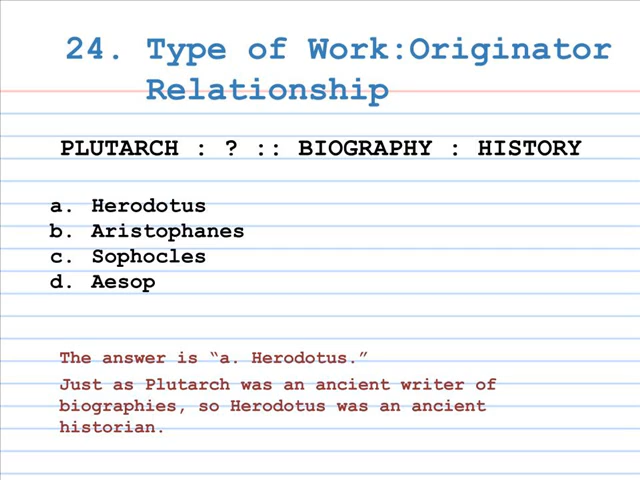 24. Type of Work:Originator
Relationship
PLUTARCH : ? :: BIOGRAPHY : HISTORY
a. Herodotus
b. Aristophanes
c. Sophocles
d. Aesop
The answer is “a. Herodotus.”
Just as Plutarch was an ancient writer of
biographies, so Herodotus was an ancient
historian.